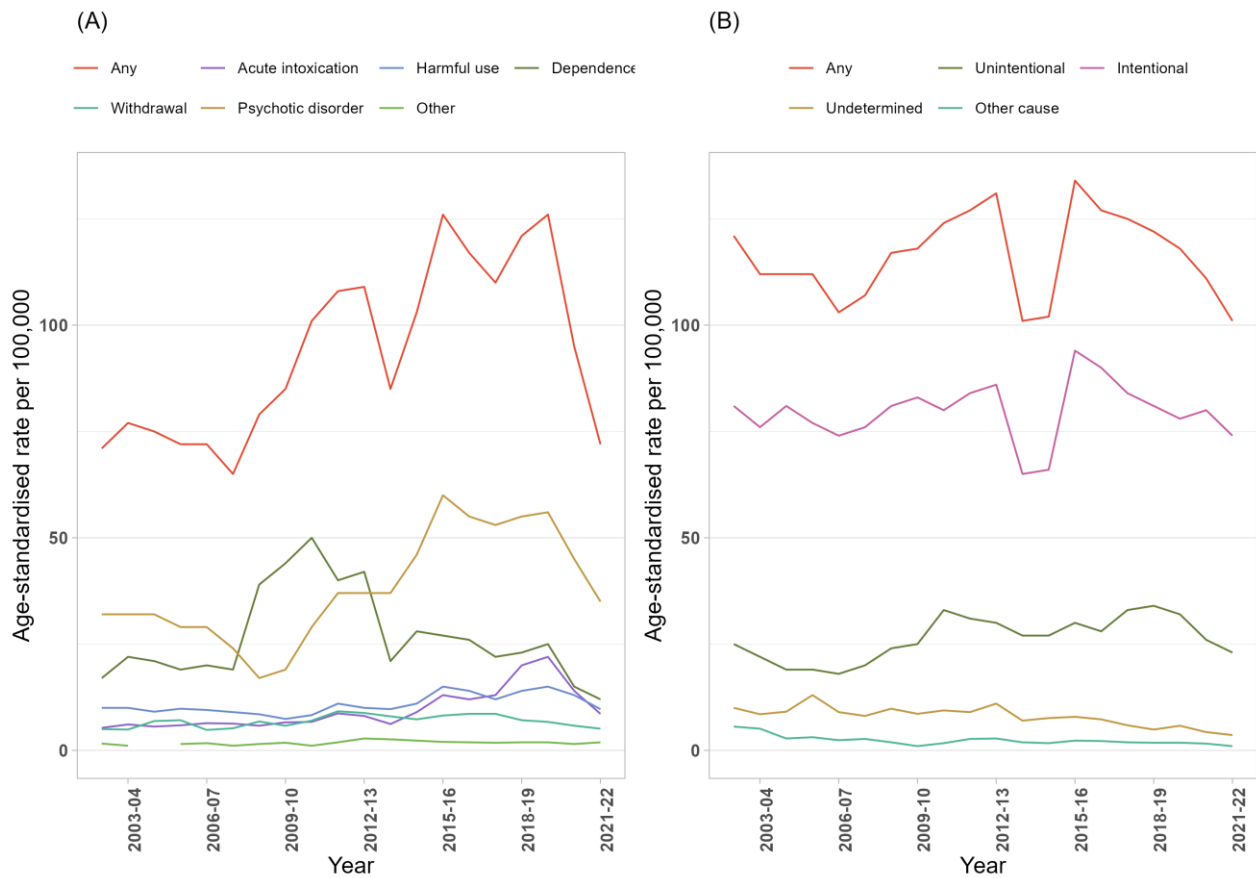 (A)
Any Acute intoxication Harmful use Dependence
Withdrawal Psychotic disorder Other
Age-standardised rate per 100,000
100
50
0
2003-04 2006-07 2009-10 2012-13 2015-16 2018-19 2021-22
Year
(B)
Any Unintentional Intentional
Undetermined Other cause
Age-standardised rate per 100,000
100
50
0
2003-04 2006-07 2009-10 2012-13 2015-16 2018-19 2021-22
Year